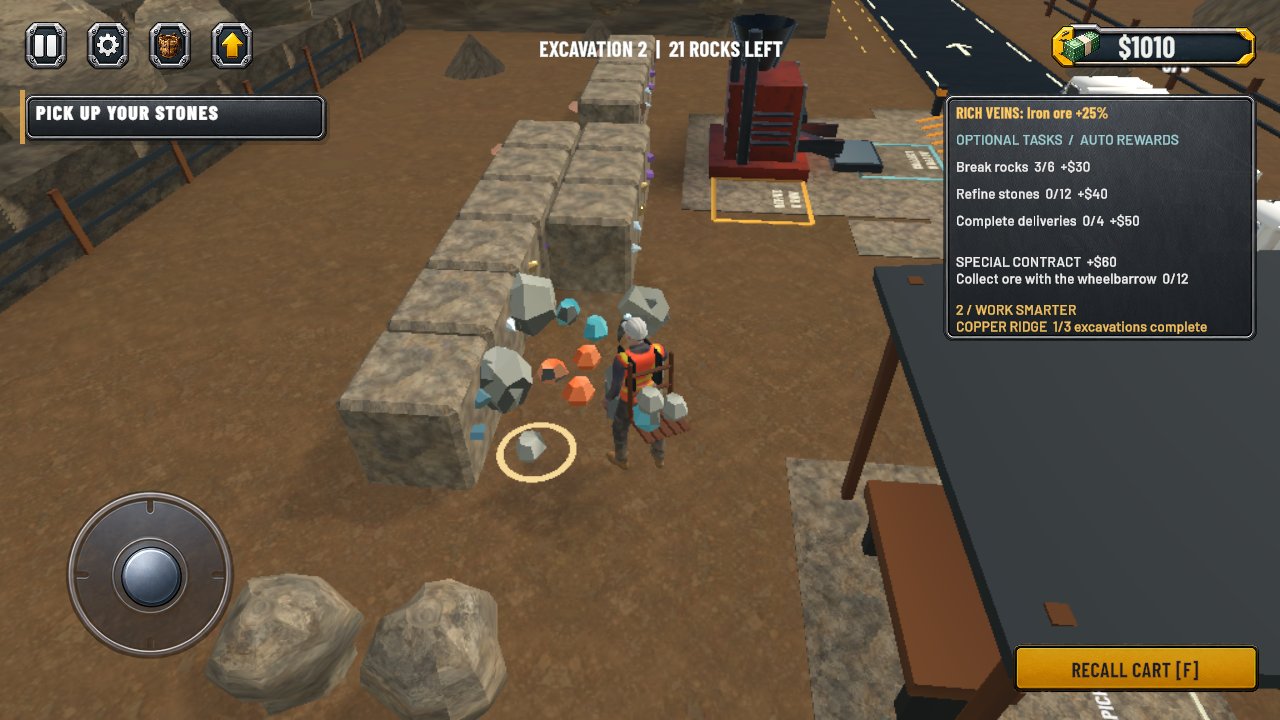 EXCAVATION 2 | 21 ROCKS LEFT
$1010
PICK UP YOUR STONES
RICH VEINS: Iron ore +25%
OPTIONAL TASKS / AUTO REWARDS
Break rocks 3/6 +$30
Refine stones 0/12 +$40
Complete deliveries 0/4 +$50
SPECIAL CONTRACT +$60
Collect ore with the wheelbarrow 0/12
2 / WORK SMARTER
COPPER RIDGE 1/3 excavations complete
RECALL CART [F]